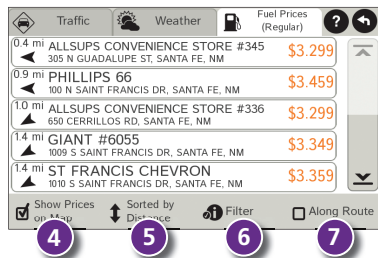 Traffic
Weather
Fuel Prices
(Regular)
?
0.4 mi ALLSUPS CONVENIENCE STORE #345 $3.299
305 N GUADALUPE ST, SANTA FE, NM
0.9 mi PHILLIPS 66 $3.459
100 N SAINT FRANCIS DR, SANTA FE, NM
1.0 mi ALLSUPS CONVENIENCE STORE #336 $3.299
650 CERRILLOS RD, SANTA FE, NM
1.4 mi GIANT #6055 $3.349
1009 S SAINT FRANCIS DR, SANTA FE, NM
1.4 mi ST FRANCIS CHEVRON $3.359
1010 S SAINT FRANCIS DR, SANTA FE, NM
Show Prices
on Map
Sorted by
Distance
Filter
Along Route
4
5
6
7